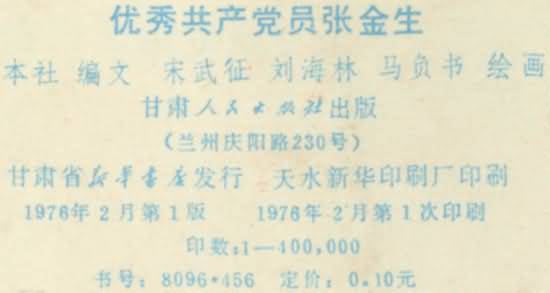 优秀共产党员张金生
本社 编文 宋武征 刘海林 马负书 绘画
甘肃人民出版社出版
(兰州庆阳路230号)
甘肃省新华书店发行 天水新华印刷厂印刷
1976年2月第1版 1976年2月第1次印刷
印数:1—400,000
书号: 8096·456 定价: 0.10元